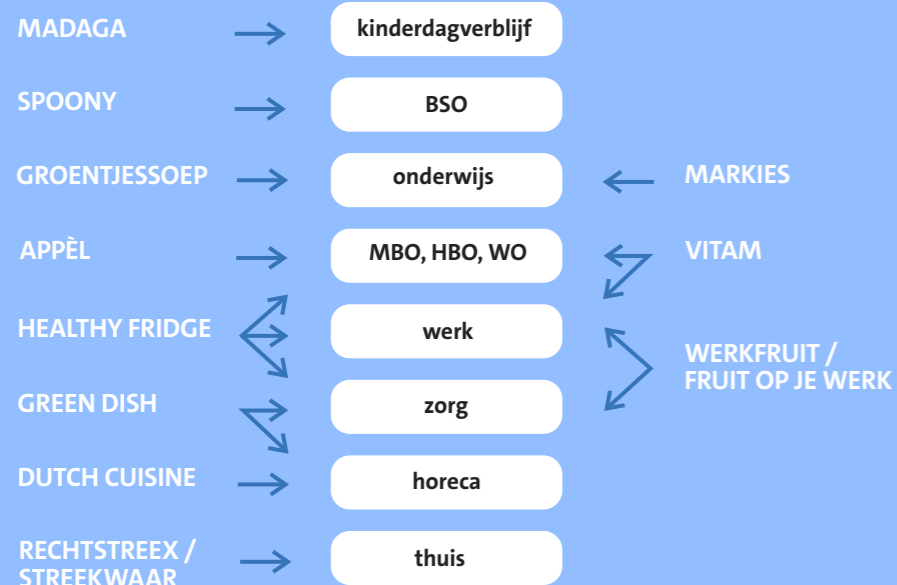 MADAGA
kinderdagverblijf
SPOONY
BSO
GROENTJESSOEP
onderwijs
MARKIES
APPÈL
MBO, HBO, WO
VITAM
HEALTHY FRIDGE
werk
WERKFRUIT /
FRUIT OP JE WERK
GREEN DISH
zorg
DUTCH CUISINE
horeca
RECHTSTREEX /
STREEKWAAR
thuis